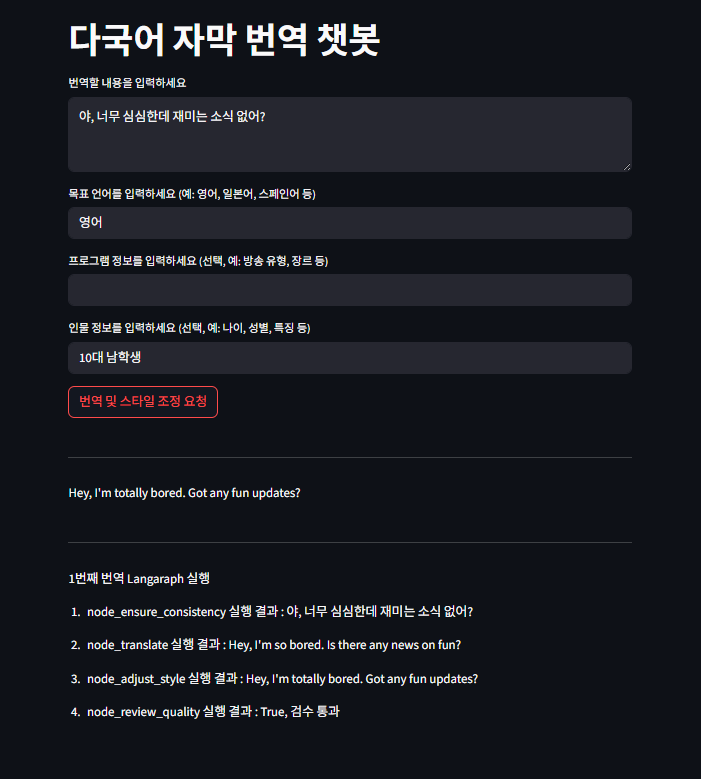 다국어 자막 번역 챗봇
번역할 내용을 입력하세요
야, 너무 심심한데 재미는 소식 없어?
목표 언어를 입력하세요 (예: 영어, 일본어, 스페인어 등)
영어
프로그램 정보를 입력하세요 (선택, 예: 방송 유형, 장르 등)
인물 정보를 입력하세요 (선택, 예: 나이, 성별, 특징 등)
10대 남학생
번역 및 스타일 조정 요청
Hey, I'm totally bored. Got any fun updates?
1번째 번역 Langaraph 실행
1. node_ensure_consistency 실행 결과 : 야, 너무 심심한데 재미는 소식 없어?
2. node_translate 실행 결과 : Hey, I'm so bored. Is there any news on fun?
3. node_adjust_style 실행 결과 : Hey, I'm totally bored. Got any fun updates?
4. node_review_quality 실행 결과 : True, 검수 통과